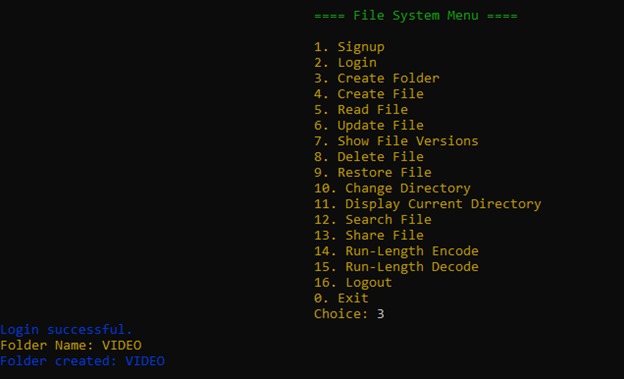 ==== File System Menu ====
1. Signup
2. Login
3. Create Folder
4. Create File
5. Read File
6. Update File
7. Show File Versions
8. Delete File
9. Restore File
10. Change Directory
11. Display Current Directory
12. Search File
13. Share File
14. Run-Length Encode
15. Run-Length Decode
16. Logout
0. Exit
Choice: 3
Login successful.
Folder Name: VIDEO
Folder created: VIDEO